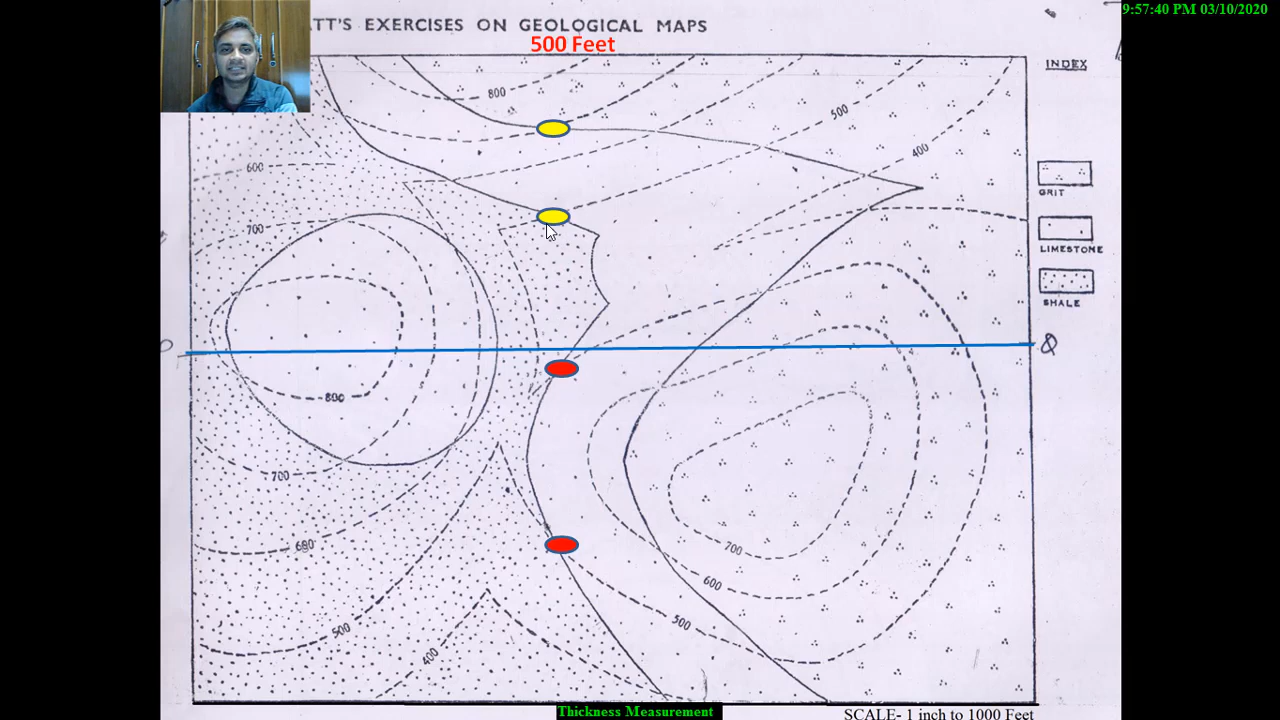 9:57:40 PM 03/10/2020
TT'S EXERCISES ON GEOLOGICAL MAPS
500 Feet
INDEX
800
500
400
600
GRIT
700
LIMESTONE
SHALE
800
700
600
700
600
500
500
400
Thickness Measurement
SCALE- 1 inch to 1000 Feet